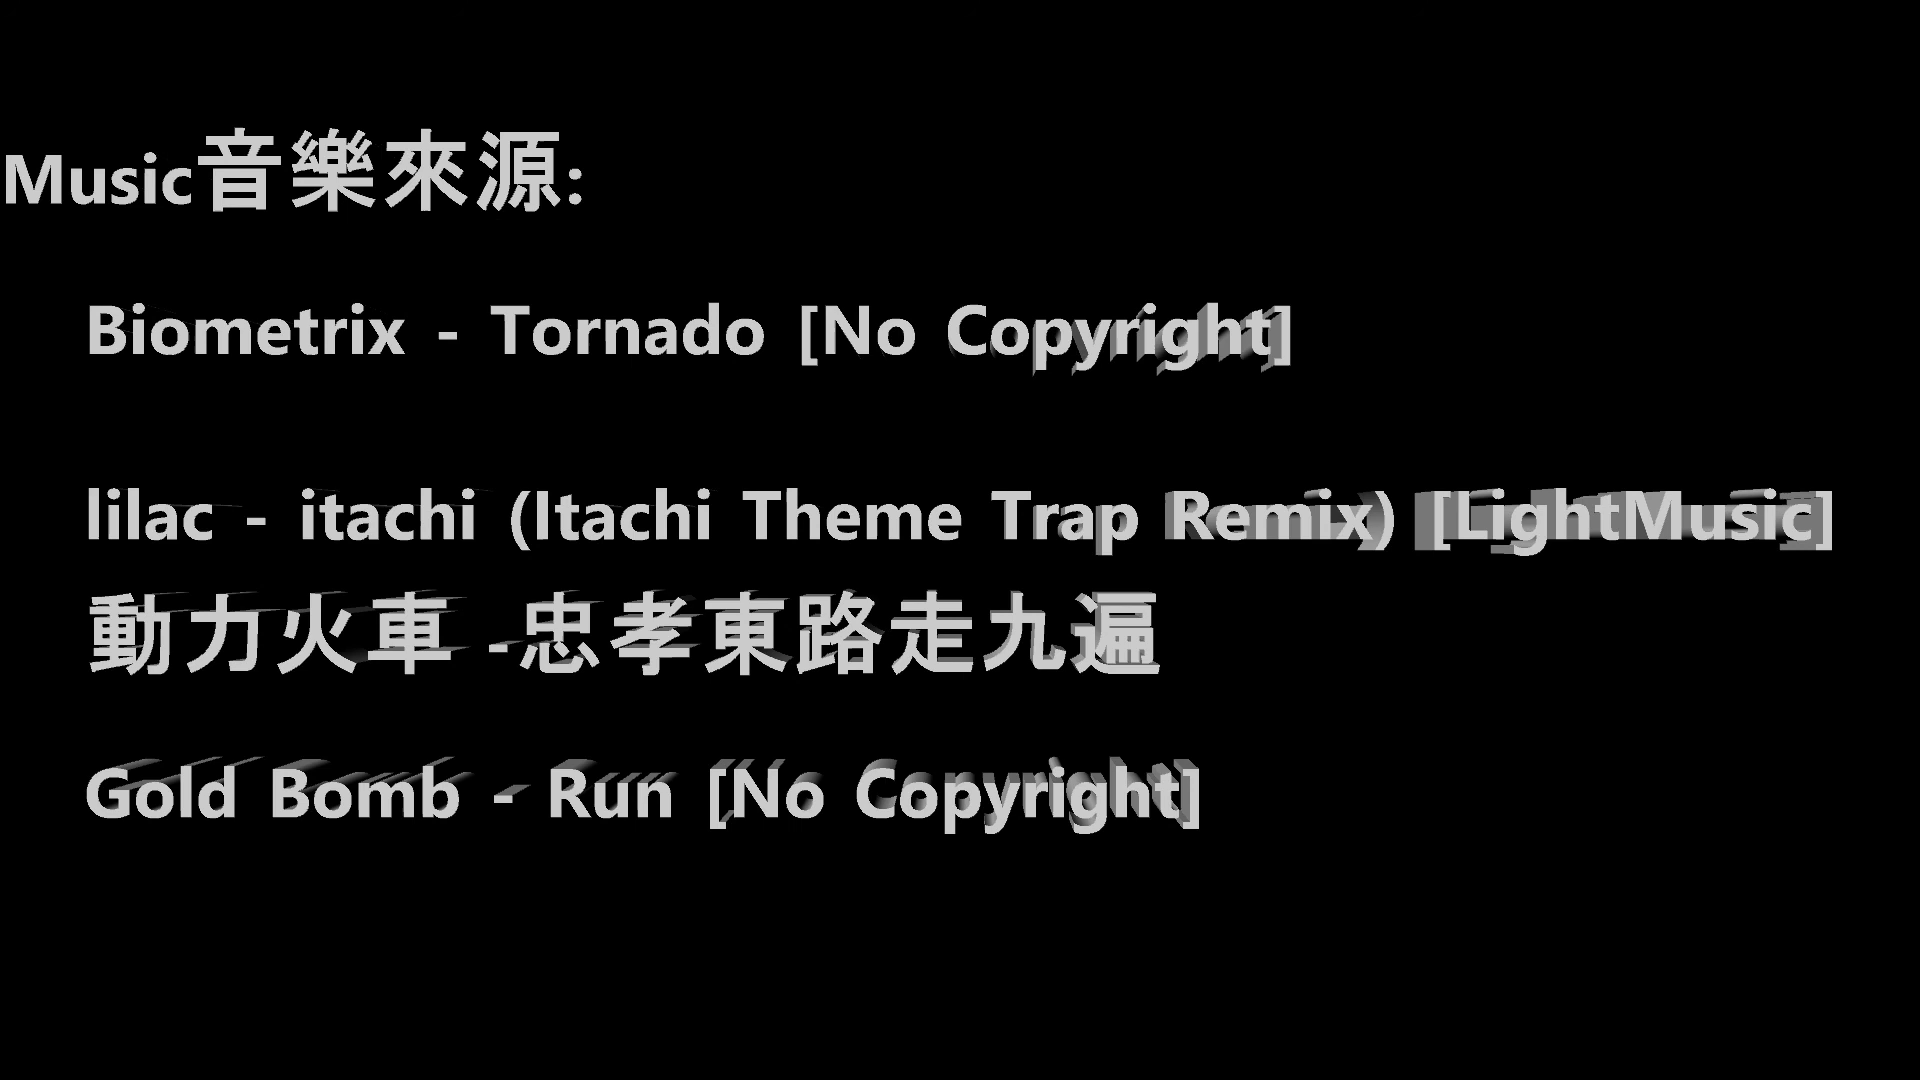 Music音樂來源:
Biometrix - Tornado [No Copyright]
lilac - itachi (Itachi Theme Trap Remix) [LightMusic]
動力火車 -忠孝東路走九遍
Gold Bomb - Run [No Copyright]